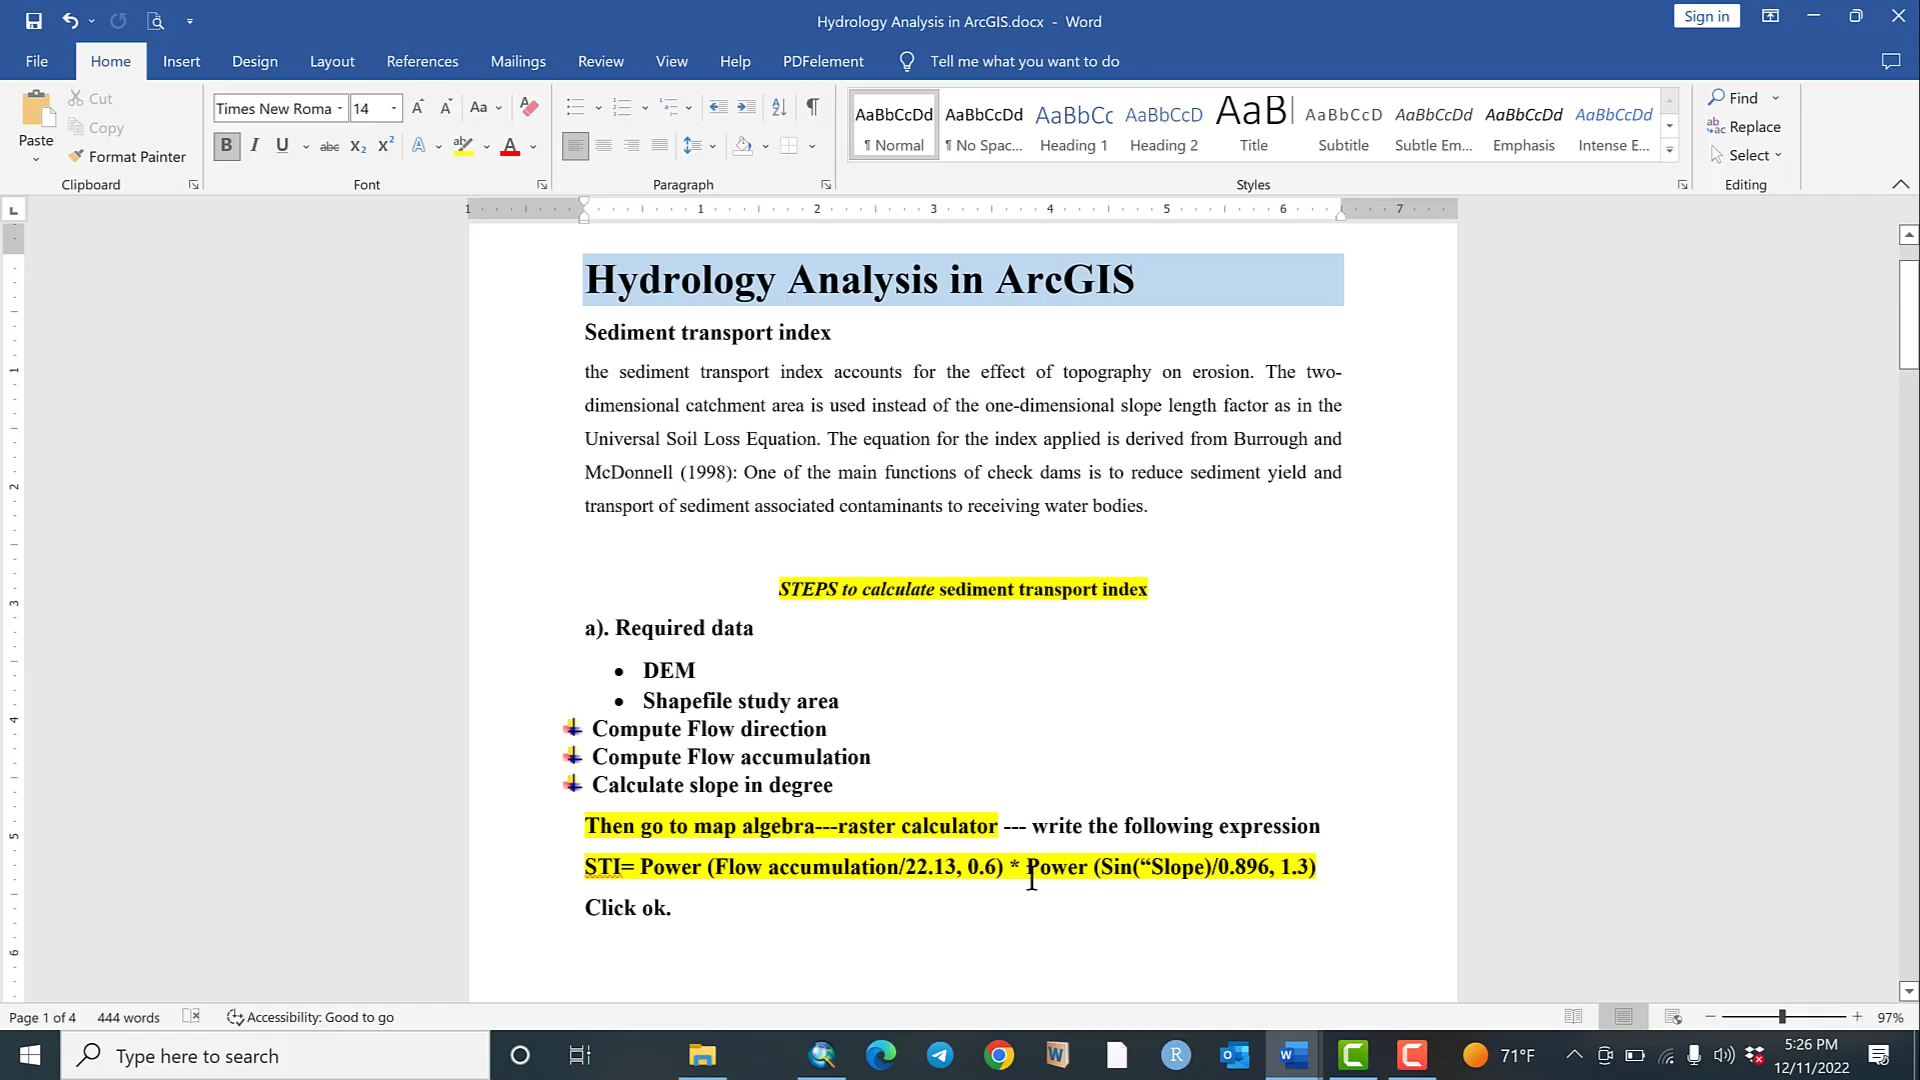 Hydrology Analysis in ArcGIS.docx - Word
Sign in
File Home Insert Design Layout References Mailings Review View Help PDFelement Tell me what you want to do
Paste
Cut
Copy
Format Painter
Clipboard
Times New Roma 14
Font
Paragraph
AaBbCcDd ¶ Normal
AaBbCcDd ¶ No Spac...
AaBbCc Heading 1
AaBbCcD Heading 2
AaB Title
AaBbCcD Subtitle
AaBbCcDd Subtle Em...
AaBbCcDd Emphasis
AaBbCcDd Intense E...
Styles
Find
Replace
Select
Editing
1 1 2 3 4 5 6 7
Hydrology Analysis in ArcGIS
Sediment transport index
the sediment transport index accounts for the effect of topography on erosion. The two-
dimensional catchment area is used instead of the one-dimensional slope length factor as in the
Universal Soil Loss Equation. The equation for the index applied is derived from Burrough and
McDonnell (1998): One of the main functions of check dams is to reduce sediment yield and
transport of sediment associated contaminants to receiving water bodies.
STEPS to calculate sediment transport index
a). Required data
• DEM
• Shapefile study area
Compute Flow direction
Compute Flow accumulation
Calculate slope in degree
Then go to map algebra---raster calculator --- write the following expression
STI= Power (Flow accumulation/22.13, 0.6) * Power (Sin(“Slope)/0.896, 1.3)
Click ok.
Page 1 of 4 444 words Accessibility: Good to go 97%
Type here to search
71°F
5:26 PM
12/11/2022